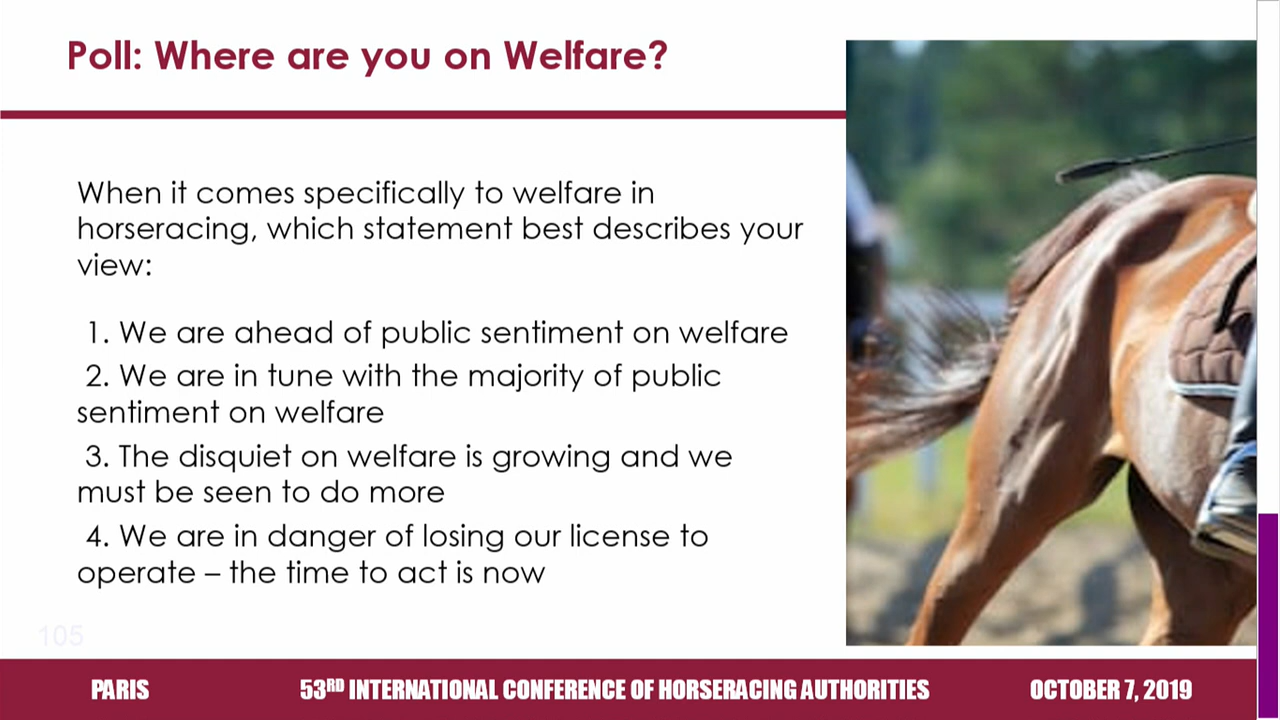 Poll: Where are you on Welfare?
When it comes specifically to welfare in
horseracing, which statement best describes your
view:
1. We are ahead of public sentiment on welfare
2. We are in tune with the majority of public
sentiment on welfare
3. The disquiet on welfare is growing and we
must be seen to do more
4. We are in danger of losing our license to
operate – the time to act is now
105
PARIS 53RD INTERNATIONAL CONFERENCE OF HORSERACING AUTHORITIES OCTOBER 7, 2019